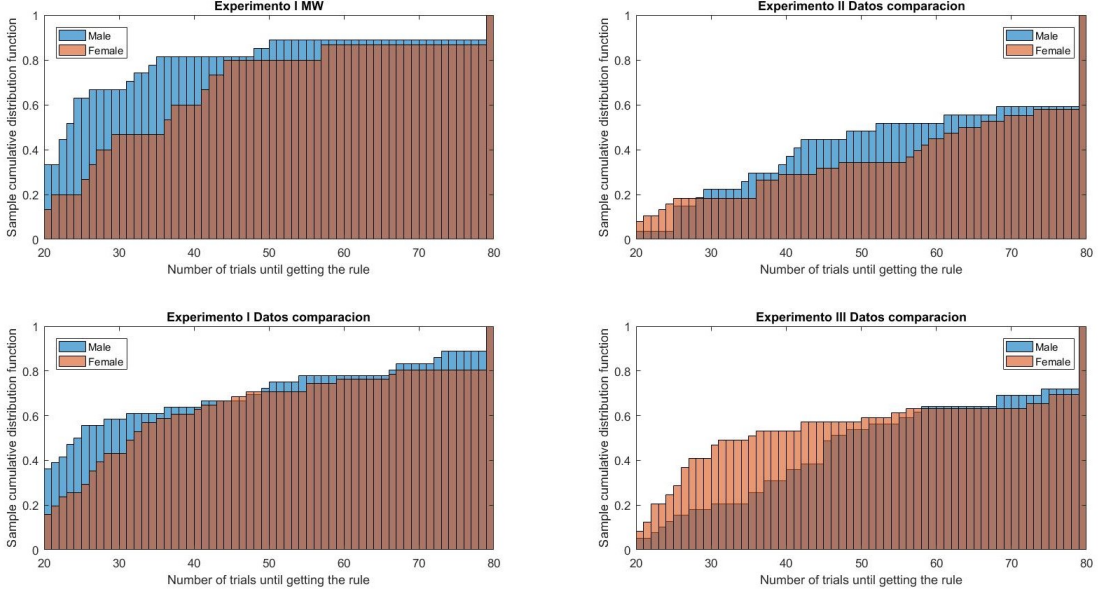 Experimento I MW
Sample cumulative distribution function
1
0.8
0.6
0.4
0.2
0
Male
Female
20 30 40 50 60 70 80
Number of trials until getting the rule
Experimento II Datos comparacion
Sample cumulative distribution function
1
0.8
0.6
0.4
0.2
0
Male
Female
20 30 40 50 60 70 80
Number of trials until getting the rule
Experimento I Datos comparacion
Sample cumulative distribution function
1
0.8
0.6
0.4
0.2
0
Male
Female
20 30 40 50 60 70 80
Number of trials until getting the rule
Experimento III Datos comparacion
Sample cumulative distribution function
1
0.8
0.6
0.4
0.2
0
Male
Female
20 30 40 50 60 70 80
Number of trials until getting the rule